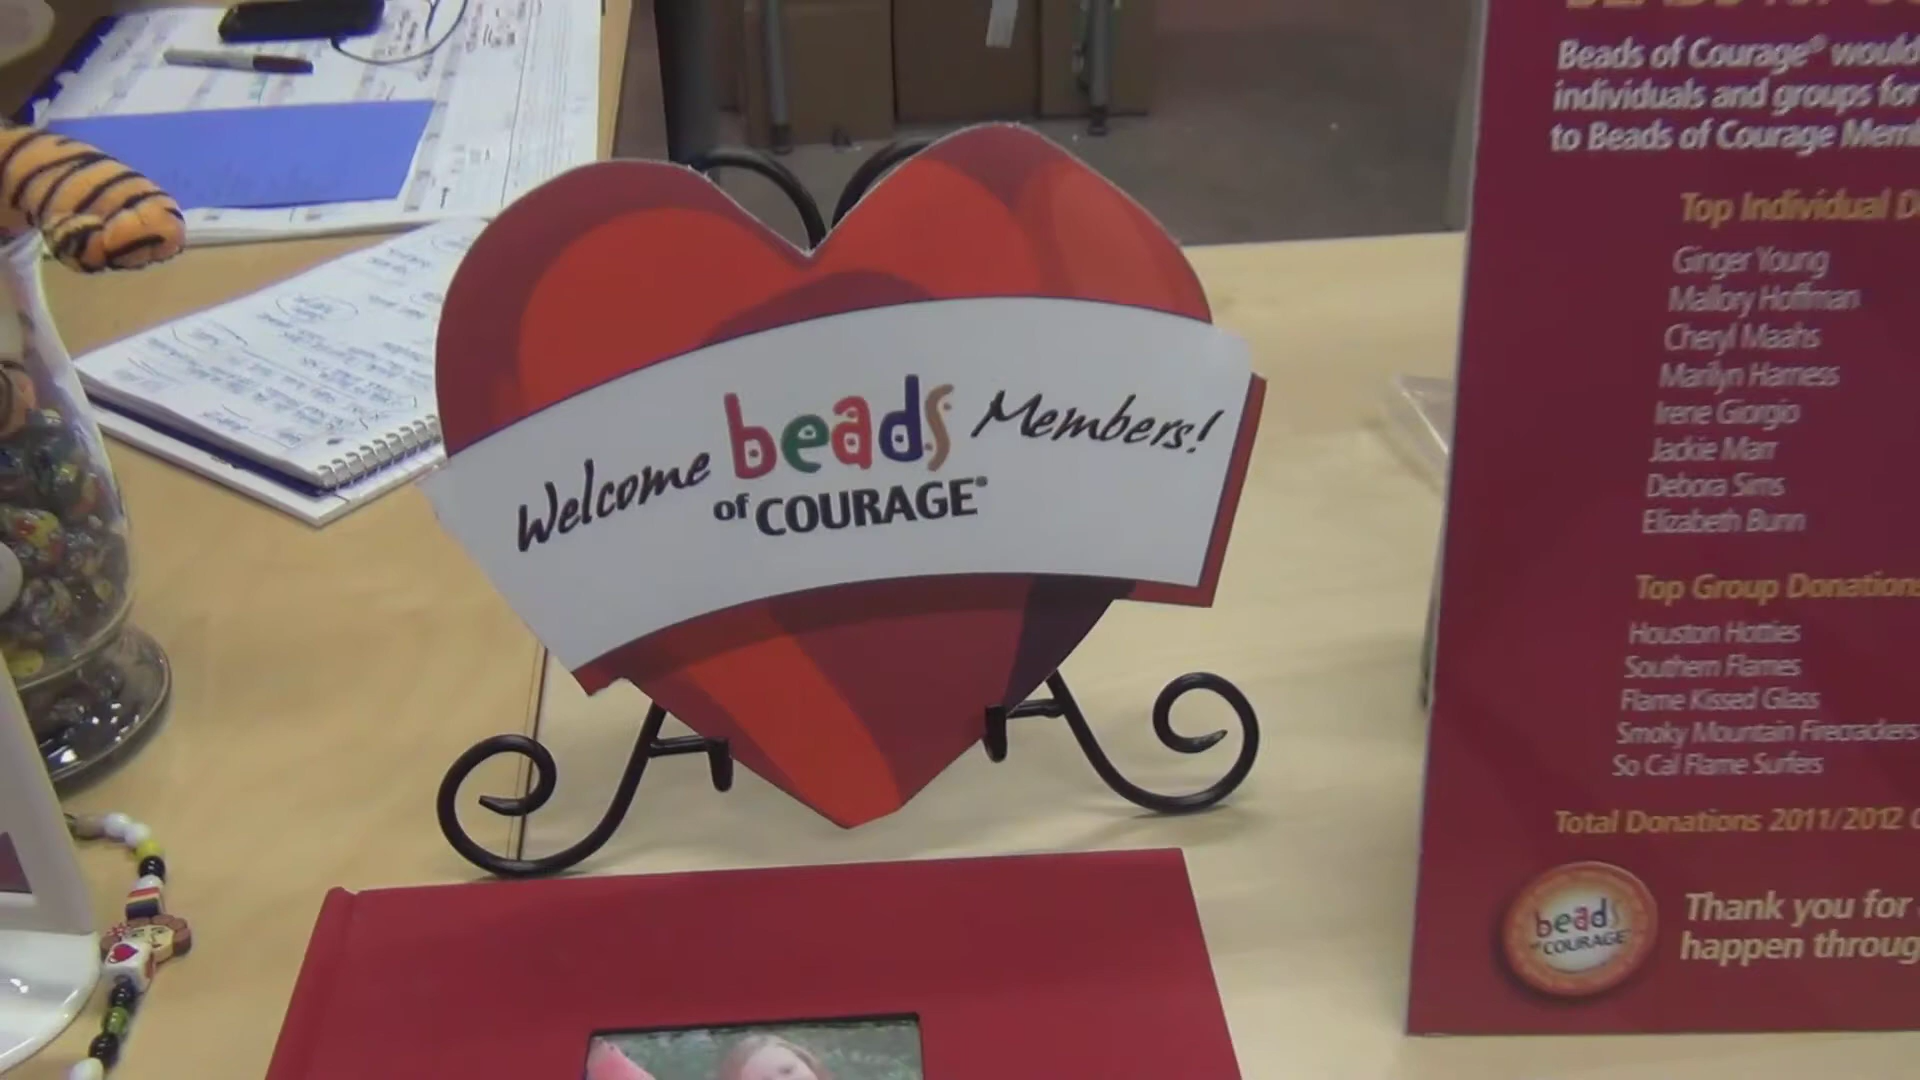 Welcome beads of COURAGE® Members!
Beads of Courage® would
individuals and groups for
to Beads of Courage Mem
Top Individual D
Ginger Young
Mallory Hoffman
Cheryl Maahs
Marilyn Harness
Irene Giorgio
Jackie Marr
Debora Sims
Elizabeth Bunn
Top Group Donations
Houston Hotties
Southern Flames
Flame Kissed Glass
Smoky Mountain Firecrackers
So Cal Flame Surfers
Total Donations 2011/2012
beads
of COURAGE
Thank you for
happen throug